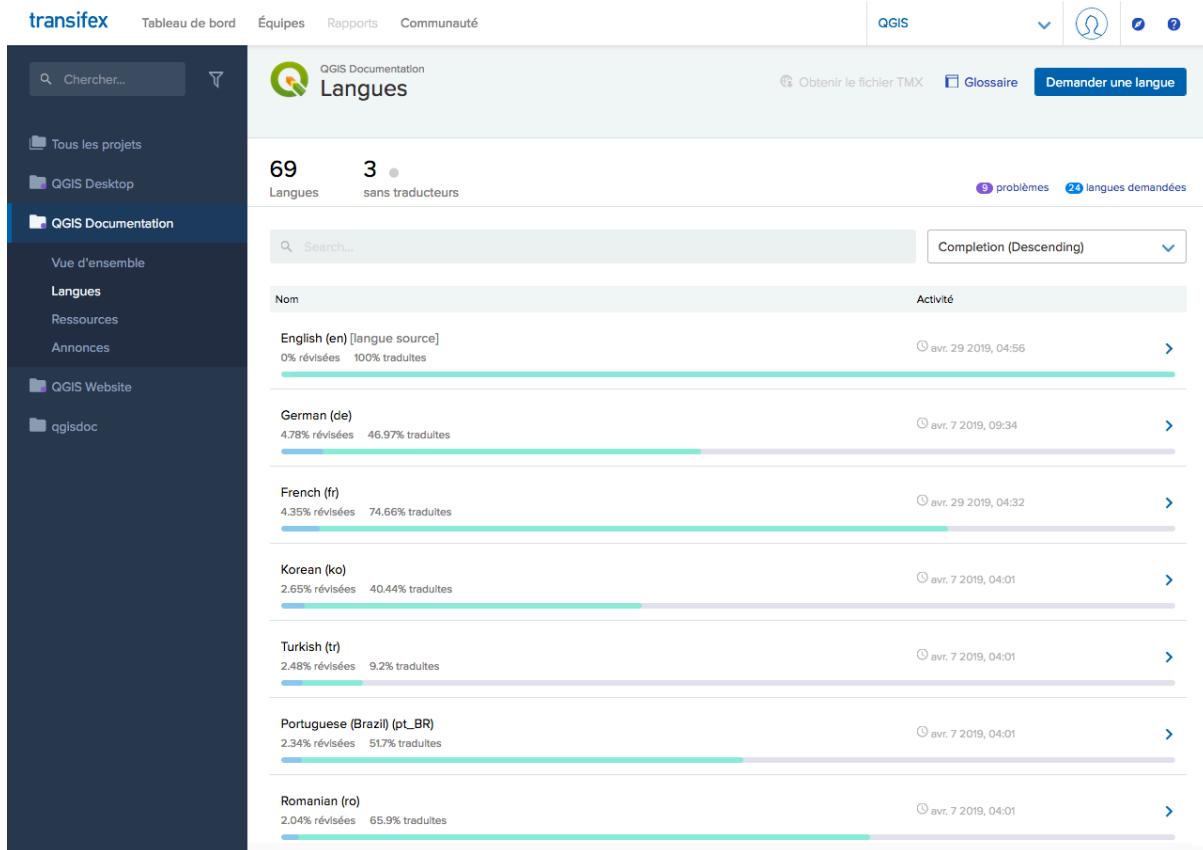 transifex Tableau de bord Équipes Rapports Communauté QGIS
Chercher...
Tous les projets
QGIS Desktop
QGIS Documentation
Vue d'ensemble
Langues
Ressources
Annonces
QGIS Website
qgisdoc
QGIS Documentation
Langues
Obtenir le fichier TMX Glossaire Demander une langue
69 3
Langues sans traducteurs
9 problèmes 24 langues demandées
Search... Completion (Descending)
Nom Activité
English (en) [langue source]
0% révisées 100% traduites
avr. 29 2019, 04:56
German (de)
4.78% révisées 46.97% traduites
avr. 7 2019, 09:34
French (fr)
4.35% révisées 74.66% traduites
avr. 29 2019, 04:32
Korean (ko)
2.65% révisées 40.44% traduites
avr. 7 2019, 04:01
Turkish (tr)
2.48% révisées 9.2% traduites
avr. 7 2019, 04:01
Portuguese (Brazil) (pt_BR)
2.34% révisées 51.7% traduites
avr. 7 2019, 04:01
Romanian (ro)
2.04% révisées 65.9% traduites
avr. 7 2019, 04:01